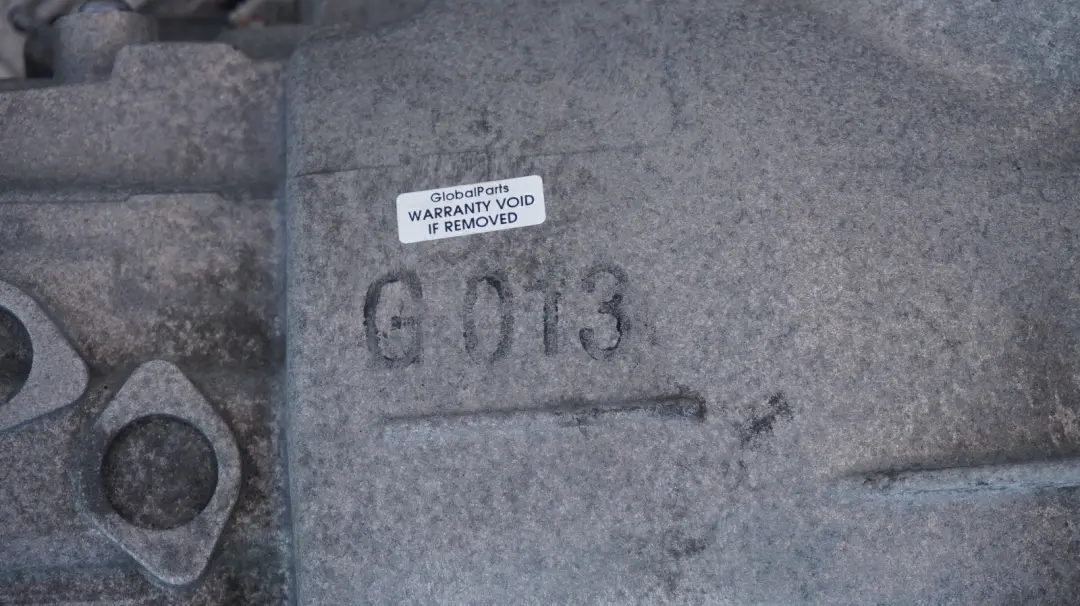 GlobalParts
WARRANTY VOID
IF REMOVED
G 013